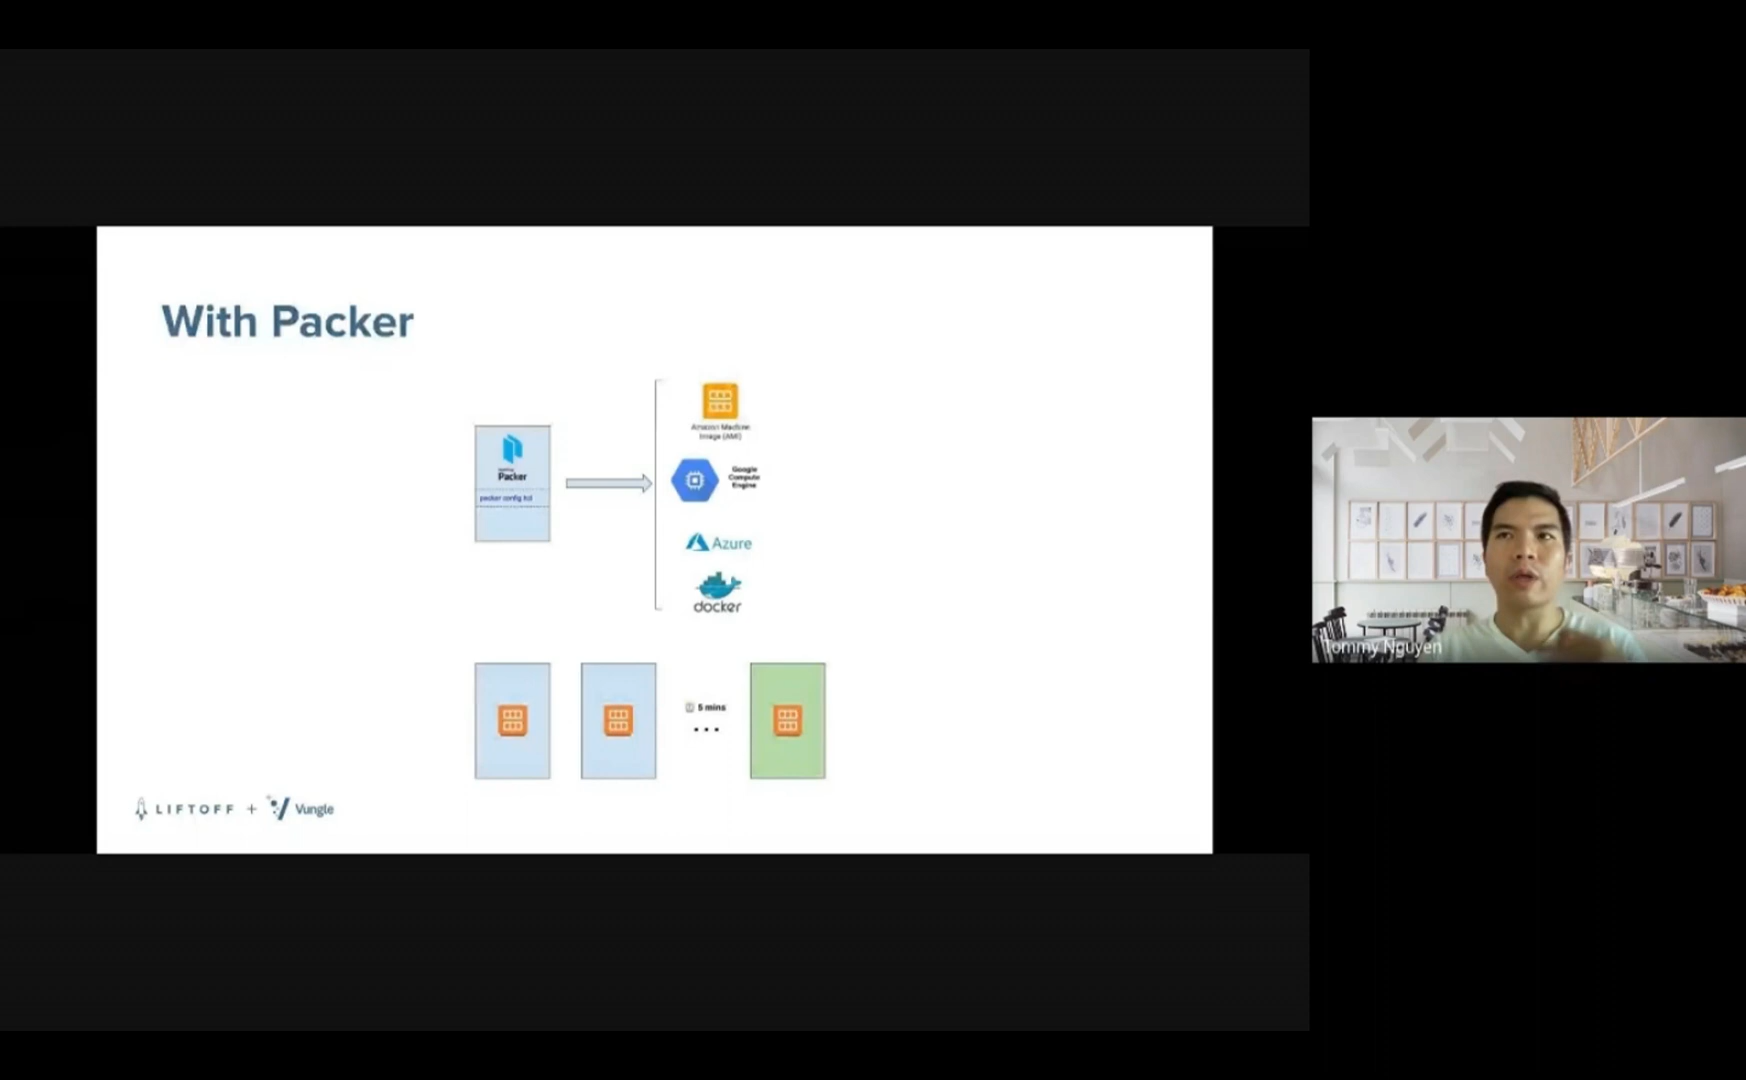 With Packer
Amazon Machine
Image (AMI)
Packer
packer config hcl
Google
Compute
Engine
Azure
docker
5 mins
...
LIFTOFF + Vungle
Tommy Nguyen